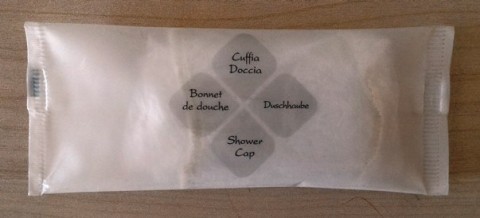 Cuffia
Doccia
Bonnet
de douche
Duschhaube
Shower
Cap